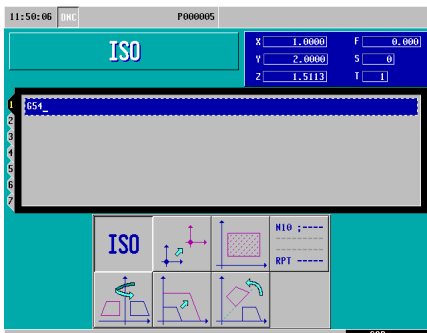 11:50:06 DNC P000005
ISO
X 1.0000 F 0.000
Y 2.0000 S 0
Z 1.5113 T 1
1 G54_
2
3
4
5
6
7
ISO
N10 ;----
RPT -----